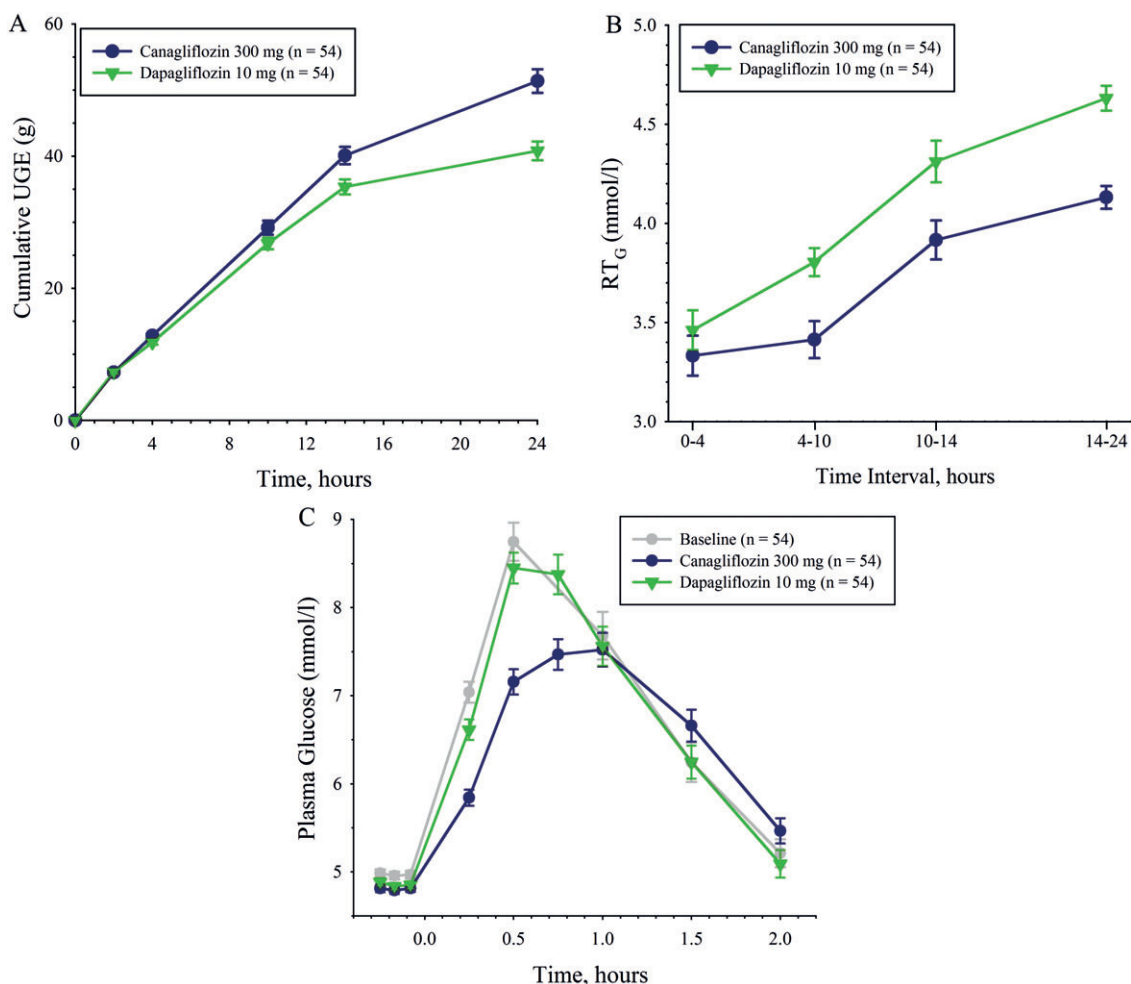 A
Canagliflozin 300 mg (n = 54)
Dapagliflozin 10 mg (n = 54)
Cumulative UGE (g)
60
40
20
0
0 4 8 12 16 20 24
Time, hours
B
Canagliflozin 300 mg (n = 54)
Dapagliflozin 10 mg (n = 54)
RTG (mmol/l)
5.0
4.5
4.0
3.5
3.0
0-4 4-10 10-14 14-24
Time Interval, hours
C
Baseline (n = 54)
Canagliflozin 300 mg (n = 54)
Dapagliflozin 10 mg (n = 54)
Plasma Glucose (mmol/l)
9
8
7
6
5
0.0 0.5 1.0 1.5 2.0
Time, hours